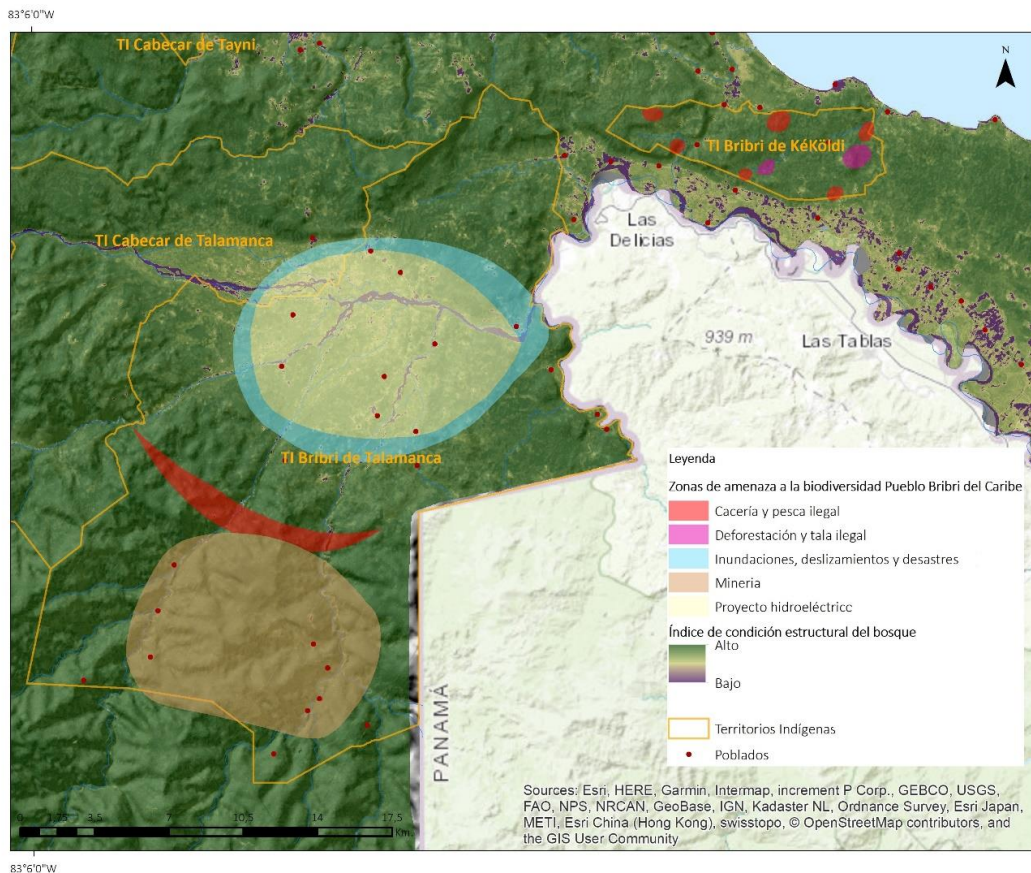 83°6'0"W
TI Cabecar de Tayni
N
TI Bribri de KéKöldi
TI Cabecar de Talamanca
Las
Delicias
939 m
Las Tablas
TI Bribri de Talamanca
PANAMÁ
Leyenda
Zonas de amenaza a la biodiversidad Pueblo Bribri del Caribe
Cacería y pesca ilegal
Deforestación y tala ilegal
Inundaciones, deslizamientos y desastres
Mineria
Proyecto hidroeléctricc
Índice de condición estructural del bosque
Alto
Bajo
Territorios Indígenas
Poblados
Sources: Esri, HERE, Garmin, Intermap, increment P Corp., GEBCO, USGS,
FAO, NPS, NRCAN, GeoBase, IGN, Kadaster NL, Ordnance Survey, Esri Japan,
METI, Esri China (Hong Kong), swisstopo, © OpenStreetMap contributors, and
the GIS User Community
0 1,75 3,5 7 10,5 14 17,5
Km
83°6'0"W